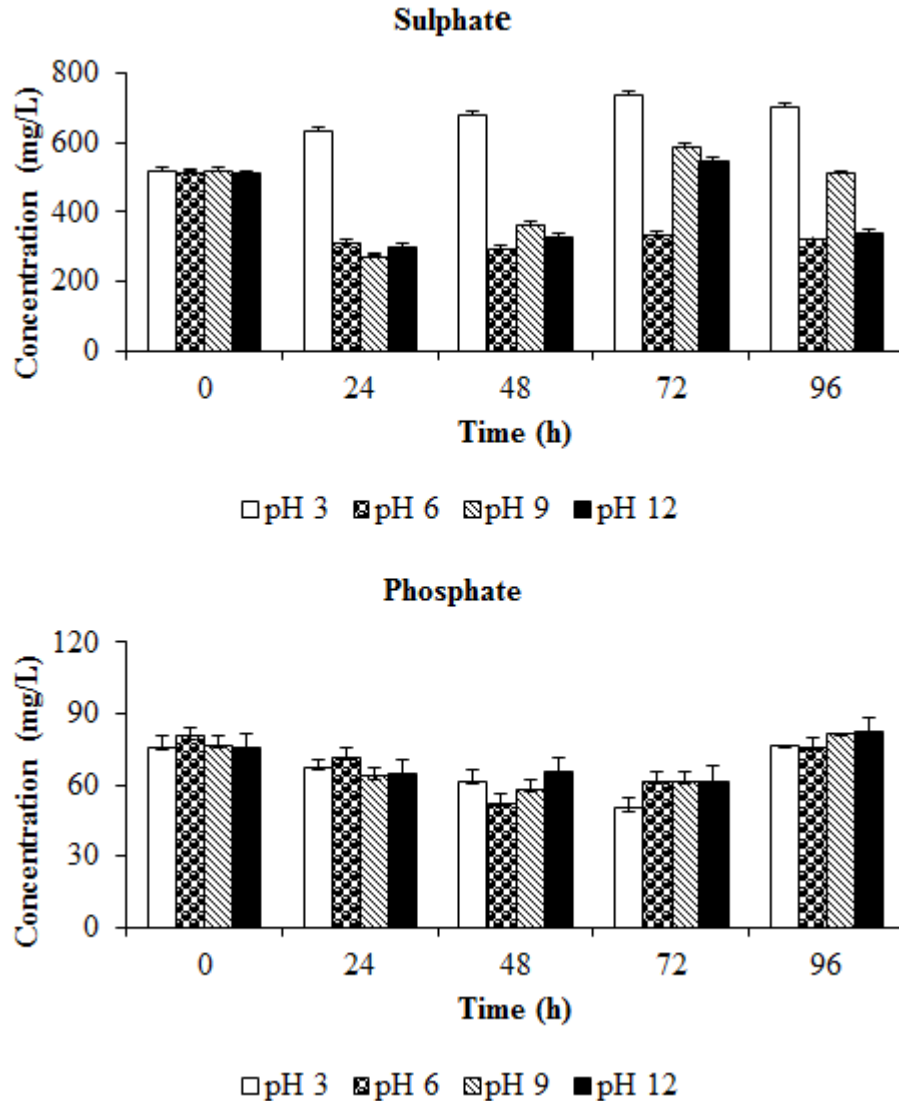 Sulphate
Concentration (mg/L)
800
600
400
200
0
0 24 48 72 96
Time (h)
pH 3 pH 6 pH 9 pH 12
Phosphate
Concentration (mg/L)
120
90
60
30
0
0 24 48 72 96
Time (h)
pH 3 pH 6 pH 9 pH 12